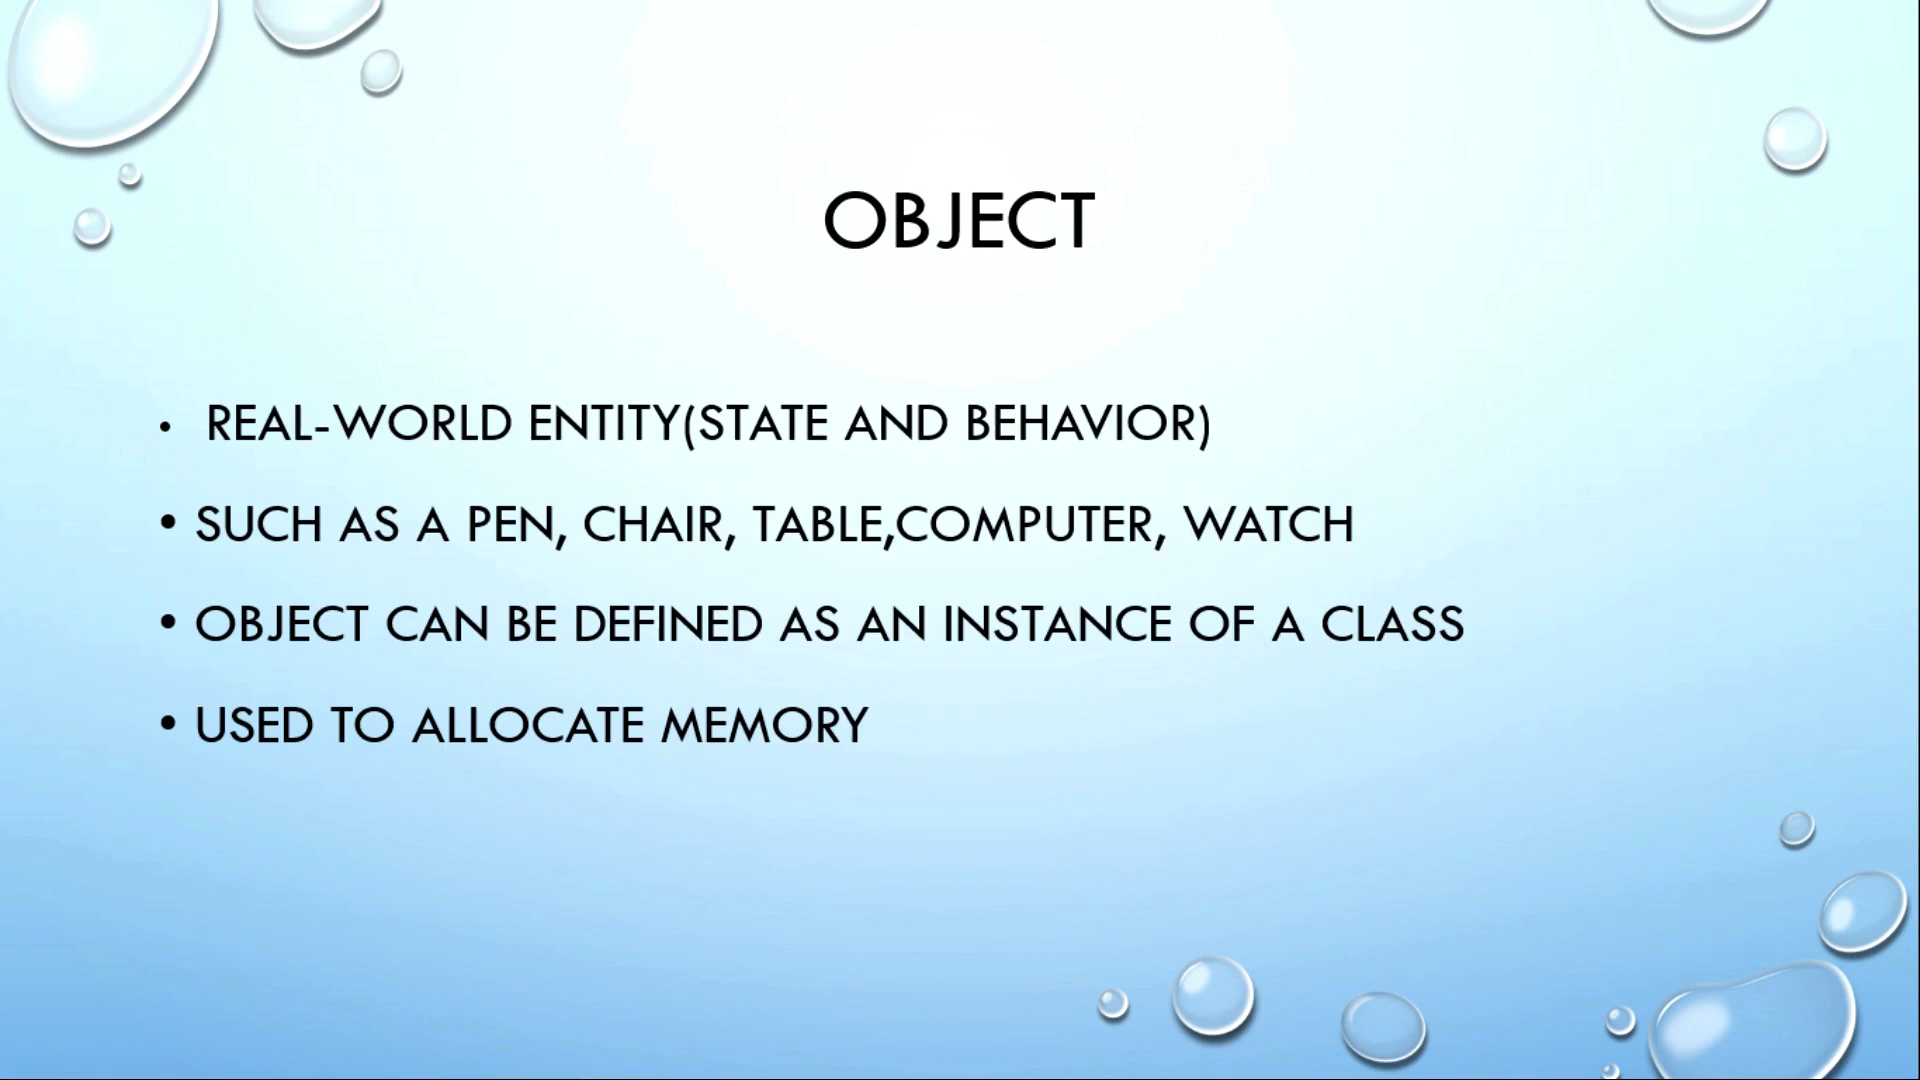 OBJECT
• REAL-WORLD ENTITY(STATE AND BEHAVIOR)
• SUCH AS A PEN, CHAIR, TABLE,COMPUTER, WATCH
• OBJECT CAN BE DEFINED AS AN INSTANCE OF A CLASS
• USED TO ALLOCATE MEMORY